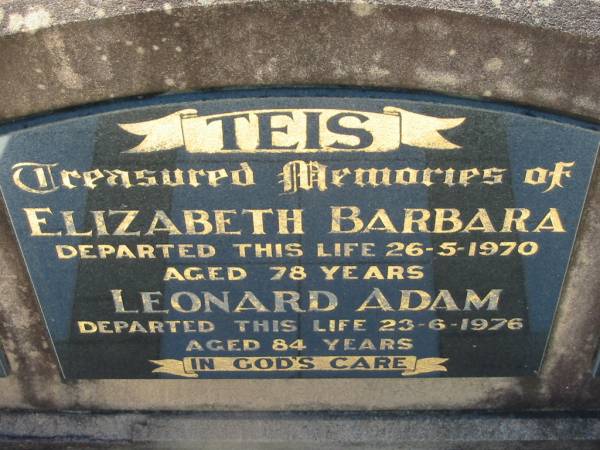 TEIS
Treasured Memories of
ELIZABETH BARBARA
DEPARTED THIS LIFE 26-5-1970
AGED 78 YEARS
LEONARD ADAM
DEPARTED THIS LIFE 23-6-1976
AGED 84 YEARS
IN GOD'S CARE